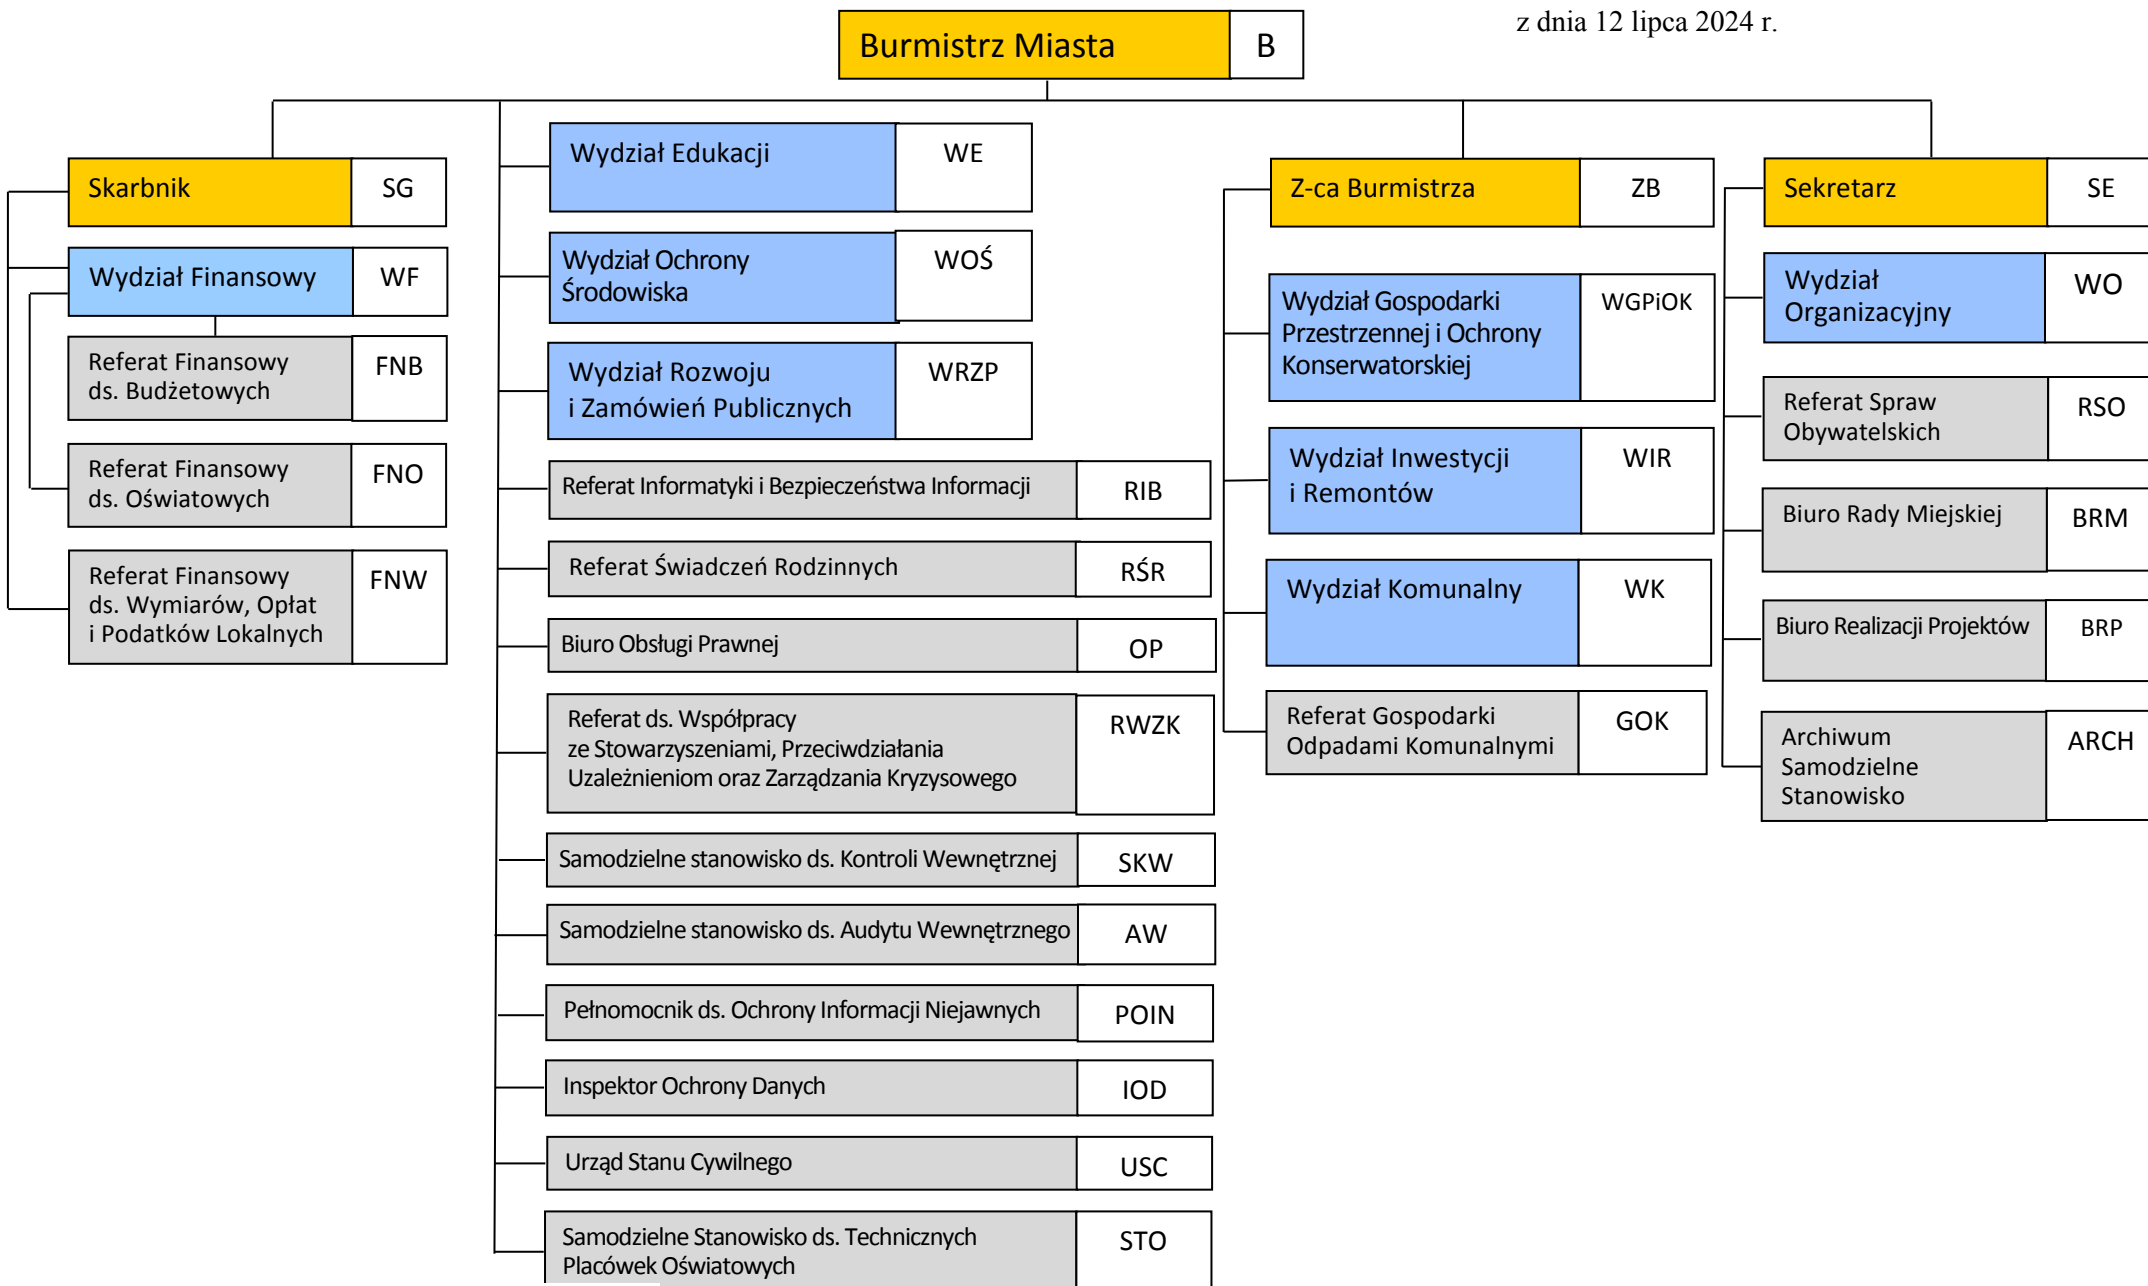 z dnia 12 lipca 2024 r.
Burmistrz Miasta
B
Skarbnik
SG
Wydział Finansowy
WF
Referat Finansowy
ds. Budżetowych
FNB
Referat Finansowy
ds. Oświatowych
FNO
Referat Finansowy
ds. Wymiarów, Opłat
i Podatków Lokalnych
FNW
Wydział Edukacji
WE
Wydział Ochrony
Środowiska
WOŚ
Wydział Rozwoju
i Zamówień Publicznych
WRZP
Referat Informatyki i Bezpieczeństwa Informacji
RIB
Referat Świadczeń Rodzinnych
RŚR
Biuro Obsługi Prawnej
OP
Referat ds. Współpracy
ze Stowarzyszeniami, Przeciwdziałania
Uzależnieniom oraz Zarządzania Kryzysowego
RWZK
Samodzielne stanowisko ds. Kontroli Wewnętrznej
SKW
Samodzielne stanowisko ds. Audytu Wewnętrznego
AW
Pełnomocnik ds. Ochrony Informacji Niejawnych
POIN
Inspektor Ochrony Danych
IOD
Urząd Stanu Cywilnego
USC
Samodzielne Stanowisko ds. Technicznych
Placówek Oświatowych
STO
Z-ca Burmistrza
ZB
Wydział Gospodarki
Przestrzennej i Ochrony
Konserwatorskiej
WGPiOK
Wydział Inwestycji
i Remontów
WIR
Wydział Komunalny
WK
Referat Gospodarki
Odpadami Komunalnymi
GOK
Sekretarz
SE
Wydział
Organizacyjny
WO
Referat Spraw
Obywatelskich
RSO
Biuro Rady Miejskiej
BRM
Biuro Realizacji Projektów
BRP
Archiwum
Samodzielne
Stanowisko
ARCH